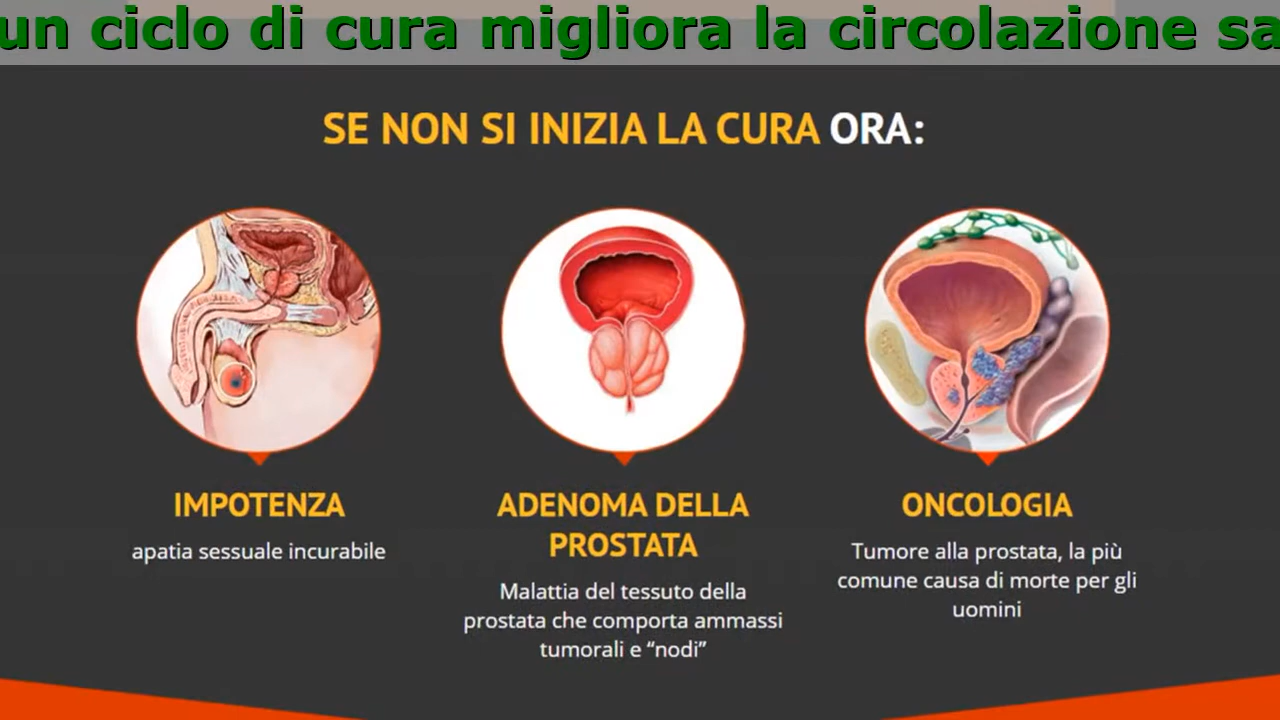 un ciclo di cura migliora la circolazione sa
SE NON SI INIZIA LA CURA ORA:
IMPOTENZA
apatia sessuale incurabile
ADENOMA DELLA
PROSTATA
Malattia del tessuto della
prostata che comporta ammassi
tumorali e “nodi”
ONCOLOGIA
Tumore alla prostata, la più
comune causa di morte per gli
uomini